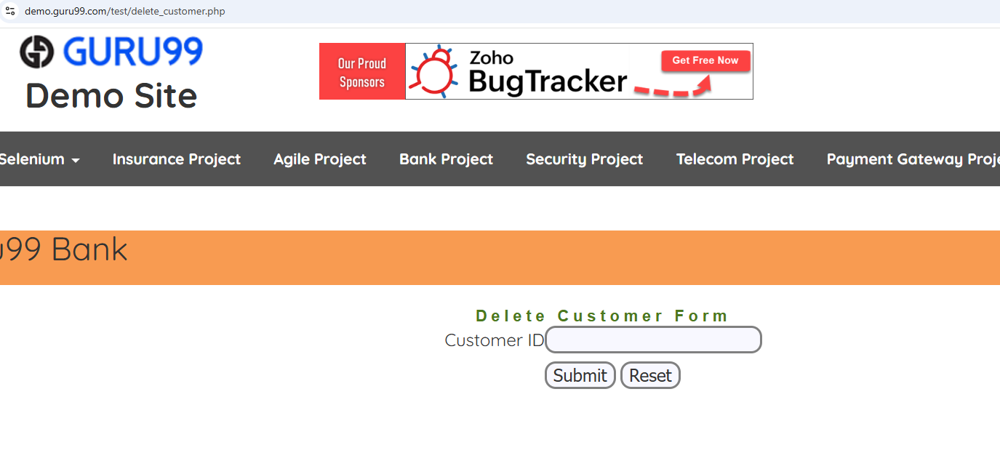 demo.guru99.com/test/delete_customer.php
GURU99
Demo Site
Our Proud
Sponsors
Zoho
BugTracker
Get Free Now
Selenium
Insurance Project
Agile Project
Bank Project
Security Project
Telecom Project
Payment Gateway Proje
u99 Bank
Delete Customer Form
Customer ID
Submit
Reset